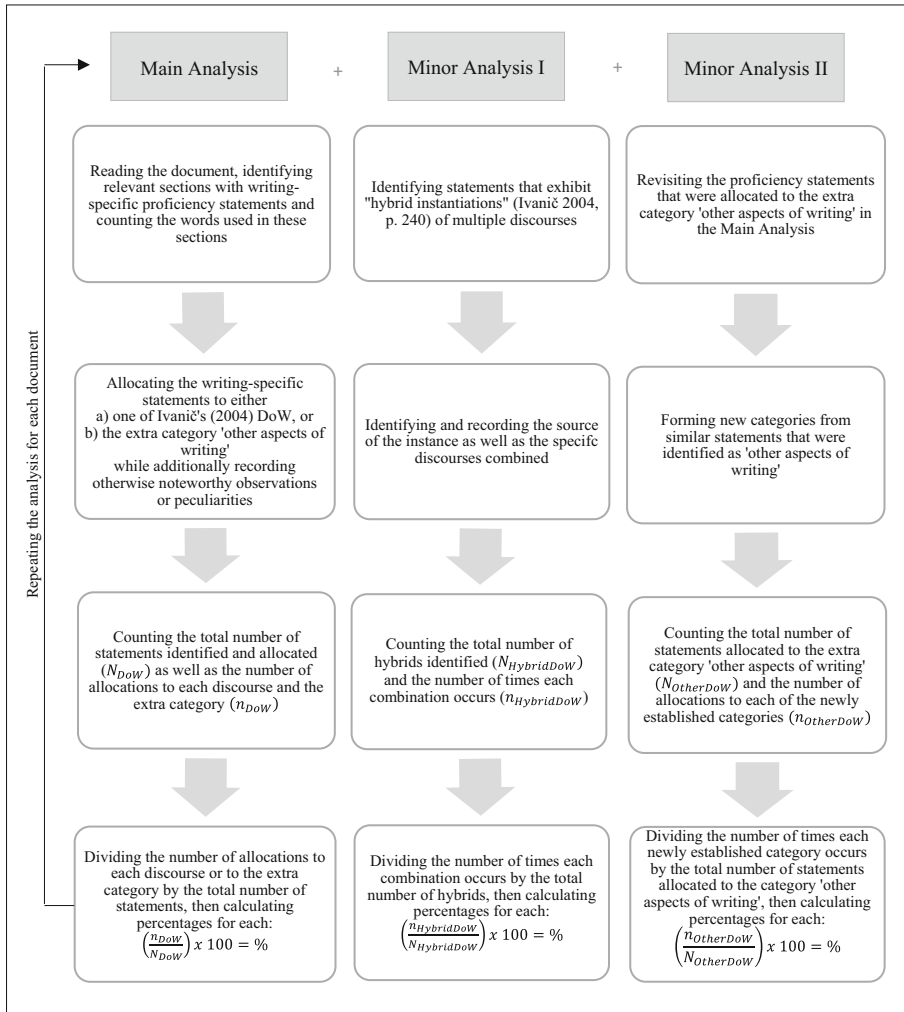 Main Analysis
+
Minor Analysis I
+
Minor Analysis II
Repeating the analysis for each document
Reading the document, identifying
relevant sections with writing-
specific proficiency statements and
counting the words used in these
sections
Allocating the writing-specific
statements to either
a) one of Ivanič's (2004) DoW, or
b) the extra category 'other aspects of
writing'
while additionally recording
otherwise noteworthy observations
or peculiarities
Counting the total number of
statements identified and allocated
(N_DoW) as well as the number of
allocations to each discourse and the
extra category (n_DoW)
Dividing the number of allocations to
each discourse or to the extra
category by the total number of
statements, then calculating
percentages for each:
(n_DoW/N_DoW) x 100 = %
Identifying statements that exhibit
"hybrid instantiations" (Ivanič 2004,
p. 240) of multiple discourses
Identifying and recording the source
of the instance as well as the specifc
discourses combined
Counting the total number of
hybrids identified (N_HybridDoW)
and the number of times each
combination occurs (n_HybridDoW)
Dividing the number of times each
combination occurs by the total
number of hybrids, then calculating
percentages for each:
(n_HybridDoW/N_HybridDoW) x 100 = %
Revisiting the proficiency statements
that were allocated to the extra
category 'other aspects of writing' in
the Main Analysis
Forming new categories from
similar statements that were
identified as 'other aspects of
writing'
Counting the total number of
statements allocated to the extra
category 'other aspects of writing'
(N_OtherDoW) and the number of
allocations to each of the newly
established categories (n_OtherDoW)
Dividing the number of times each
newly established category occurs
by the total number of statements
allocated to the category 'other
aspects of writing', then calculating
percentages for each:
(n_OtherDoW/N_OtherDoW) x 100 = %